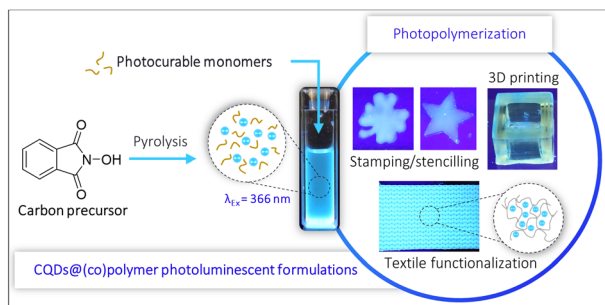 Photopolymerization
Photocurable monomers
3D printing
N-OH
O
O
Pyrolysis
Stamping/stencilling
λEx= 366 nm
Carbon precursor
CQDs@(co)polymer photoluminescent formulations
Textile functionalization